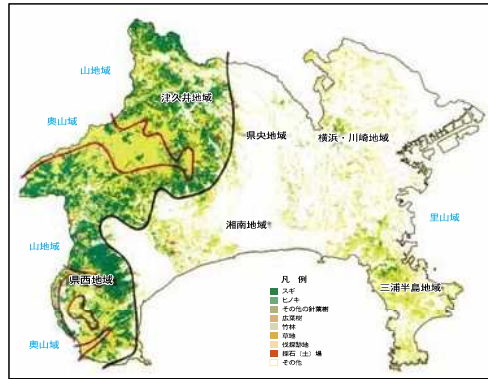 山地域
津久井地域
奥山域
県央地域
横浜・川崎地域
里山域
湘南地域
山地域
県西地域
三浦半島地域
奥山域
凡 例
スギ
ヒノキ
その他の針葉樹
広葉樹
竹林
草地
伐採跡地
採石（土）場
その他